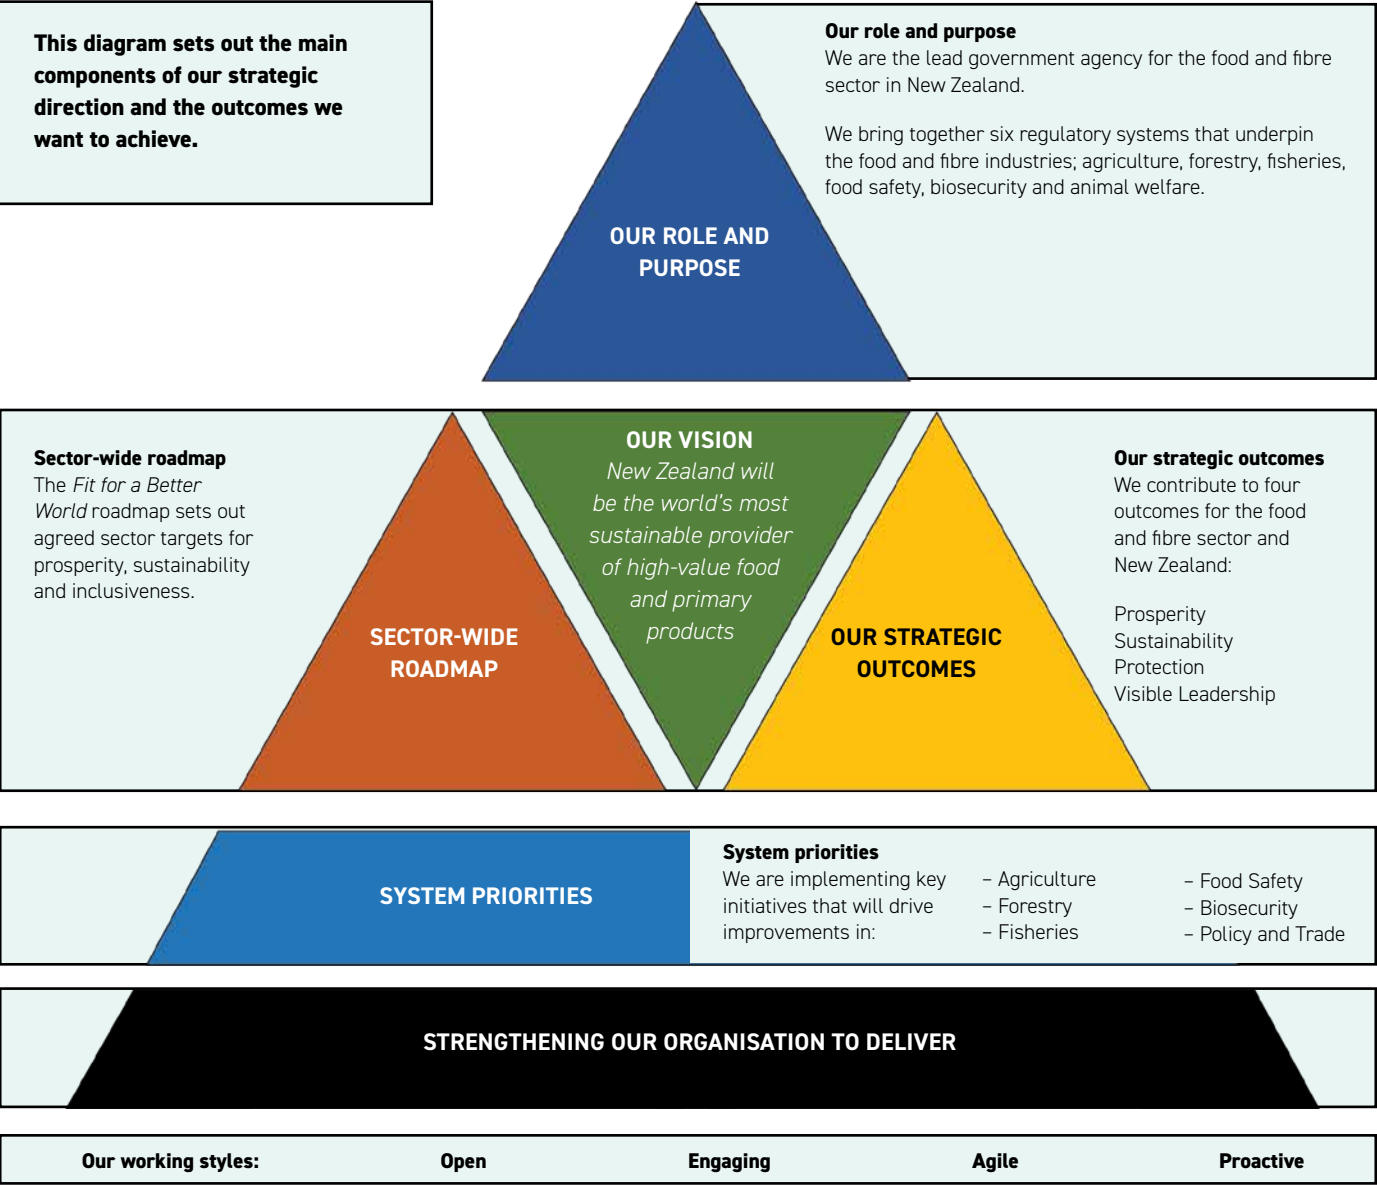 This diagram sets out the main
components of our strategic
direction and the outcomes we
want to achieve.
Our role and purpose
We are the lead government agency for the food and fibre
sector in New Zealand.
We bring together six regulatory systems that underpin
the food and fibre industries; agriculture, forestry, fisheries,
food safety, biosecurity and animal welfare.
OUR ROLE AND
PURPOSE
Sector-wide roadmap
The Fit for a Better
World roadmap sets out
agreed sector targets for
prosperity, sustainability
and inclusiveness.
SECTOR-WIDE
ROADMAP
OUR VISION
New Zealand will
be the world's most
sustainable provider
of high-value food
and primary
products
OUR STRATEGIC
OUTCOMES
Our strategic outcomes
We contribute to four
outcomes for the food
and fibre sector and
New Zealand:
Prosperity
Sustainability
Protection
Visible Leadership
SYSTEM PRIORITIES
System priorities
We are implementing key
initiatives that will drive
improvements in:
– Agriculture
– Forestry
– Fisheries
– Food Safety
– Biosecurity
– Policy and Trade
STRENGTHENING OUR ORGANISATION TO DELIVER
Our working styles: Open Engaging Agile Proactive